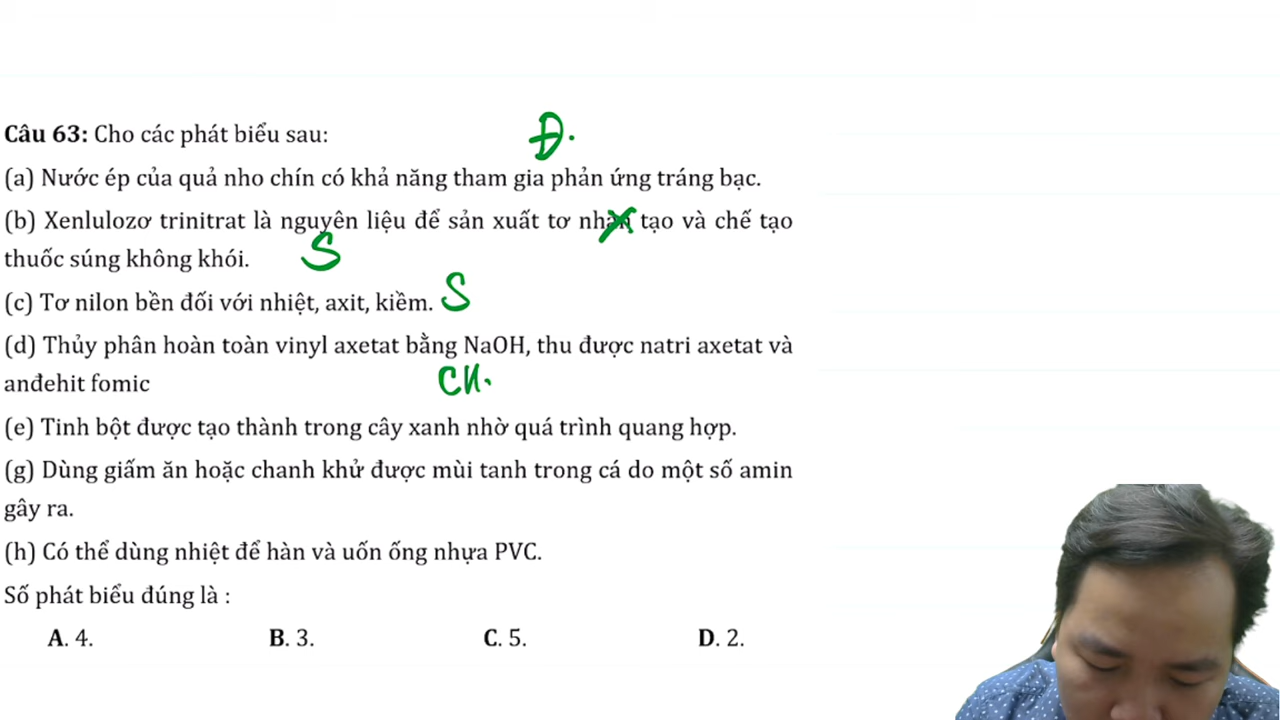 Câu 63: Cho các phát biểu sau:
Đ.
(a) Nước ép của quả nho chín có khả năng tham gia phản ứng tráng bạc.
(b) Xenlulozơ trinitrat là nguyên liệu để sản xuất tơ nhân tạo và chế tạo
thuốc súng không khói. S
(c) Tơ nilon bền đối với nhiệt, axit, kiềm. S
(d) Thủy phân hoàn toàn vinyl axetat bằng NaOH, thu được natri axetat và
anđehit fomic
(e) Tinh bột được tạo thành trong cây xanh nhờ quá trình quang hợp.
(g) Dùng giấm ăn hoặc chanh khử được mùi tanh trong cá do một số amin
gây ra.
(h) Có thể dùng nhiệt để hàn và uốn ống nhựa PVC.
Số phát biểu đúng là :
A. 4. B. 3. C. 5. D. 2.